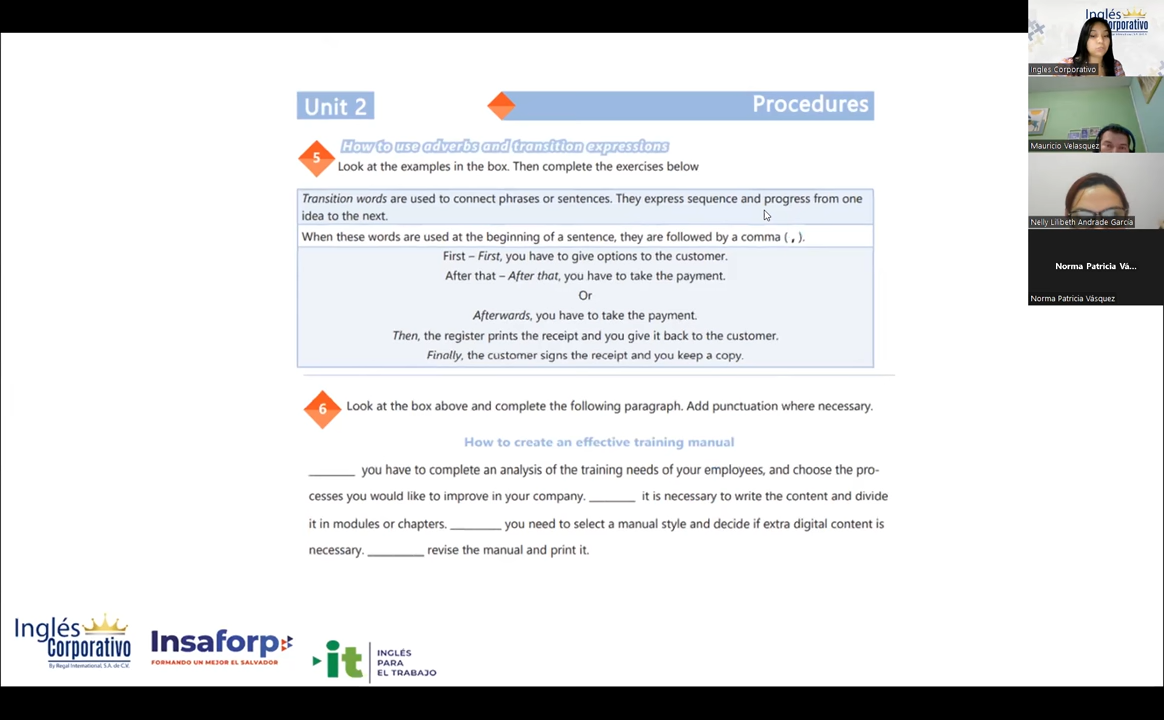 Unit 2
Procedures
5
How to use adverbs and transition expressions
Look at the examples in the box. Then complete the exercises below
Transition words are used to connect phrases or sentences. They express sequence and progress from one
idea to the next.
When these words are used at the beginning of a sentence, they are followed by a comma ( , ).
First – First, you have to give options to the customer.
After that – After that, you have to take the payment.
Or
Afterwards, you have to take the payment.
Then, the register prints the receipt and you give it back to the customer.
Finally, the customer signs the receipt and you keep a copy.
6
Look at the box above and complete the following paragraph. Add punctuation where necessary.
How to create an effective training manual
_______ you have to complete an analysis of the training needs of your employees, and choose the pro-
cesses you would like to improve in your company. _______ it is necessary to write the content and divide
it in modules or chapters. ________ you need to select a manual style and decide if extra digital content is
necessary. _________ revise the manual and print it.
Inglés
Corporativo
By Regal International, S.A. de C.V.
Insaforp
FORMANDO UN MEJOR EL SALVADOR
it
INGLÉS
PARA
EL TRABAJO
Inglés
Corporativo
Ingles Corporativo
Mauricio Velasquez
Nelly Lilibeth Andrade García
Norma Patricia Vá...
Norma Patricia Vásquez